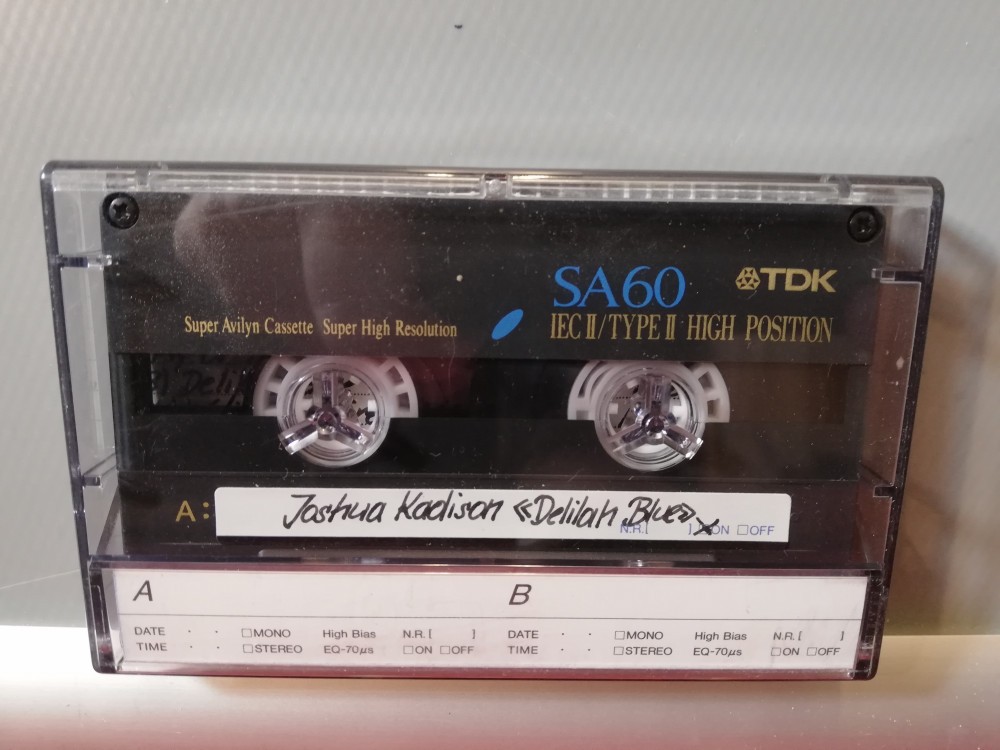 SA60 TDK
Super Avilyn Cassette Super High Resolution IEC II/TYPE II HIGH POSITION
A: Joshua Kadison «Delilah Blue»
N.R.[ ] ON □OFF
A B
DATE · · □MONO High Bias N.R.[ ] DATE · · □MONO High Bias N.R.[ ]
TIME · · □STEREO EQ-70µs □ON □OFF TIME · · □STEREO EQ-70µs □ON □OFF